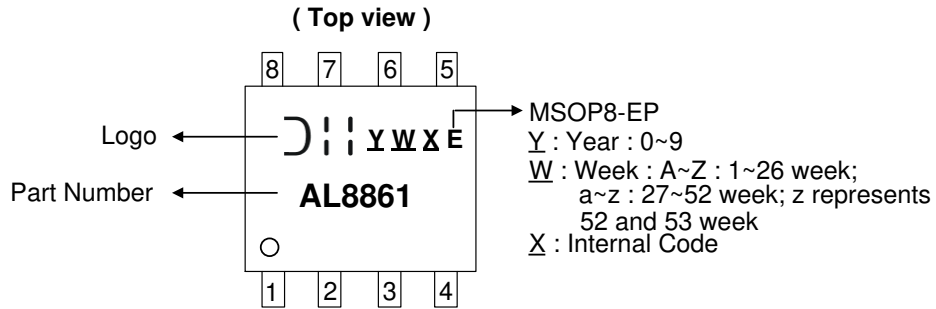 ( Top view )
8 7 6 5
Logo
Y W X E
MSOP8-EP
Y : Year : 0~9
W : Week : A~Z : 1~26 week;
a~z : 27~52 week; z represents
52 and 53 week
X : Internal Code
Part Number
AL8861
1 2 3 4